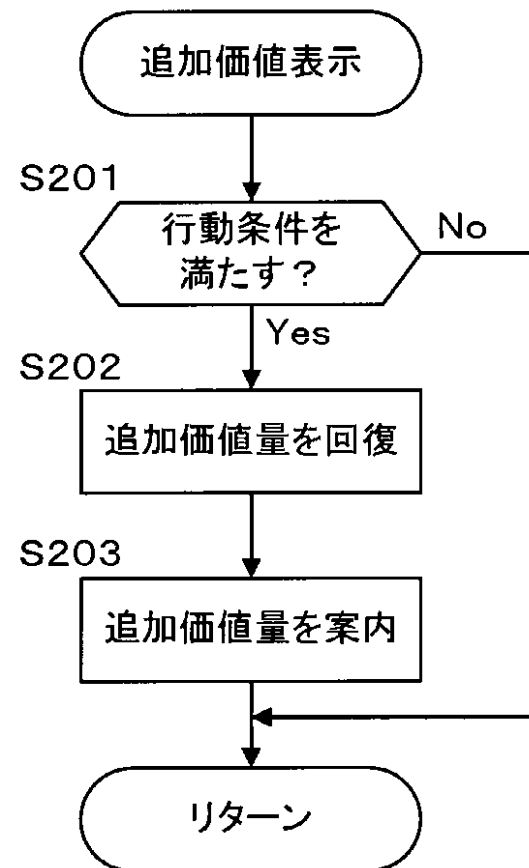 追加価値表示
S201
行動条件を
満たす？
No
Yes
S202
追加価値量を回復
S203
追加価値量を案内
リターン